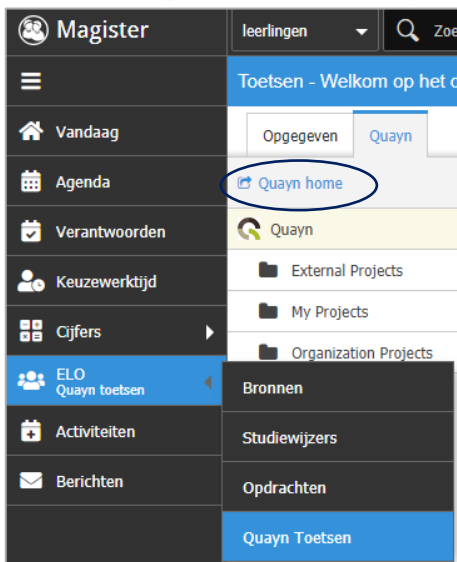 Magister
leerlingen
Zoe
Toetsen - Welkom op het
Vandaag
Opgegeven Quayn
Agenda
Quayn home
Verantwoorden
Quayn
Keuzewerktijd
External Projects
My Projects
Cijfers
Organization Projects
ELO
Quayn toetsen
Bronnen
Activiteiten
Studiewijzers
Berichten
Opdrachten
Quayn Toetsen